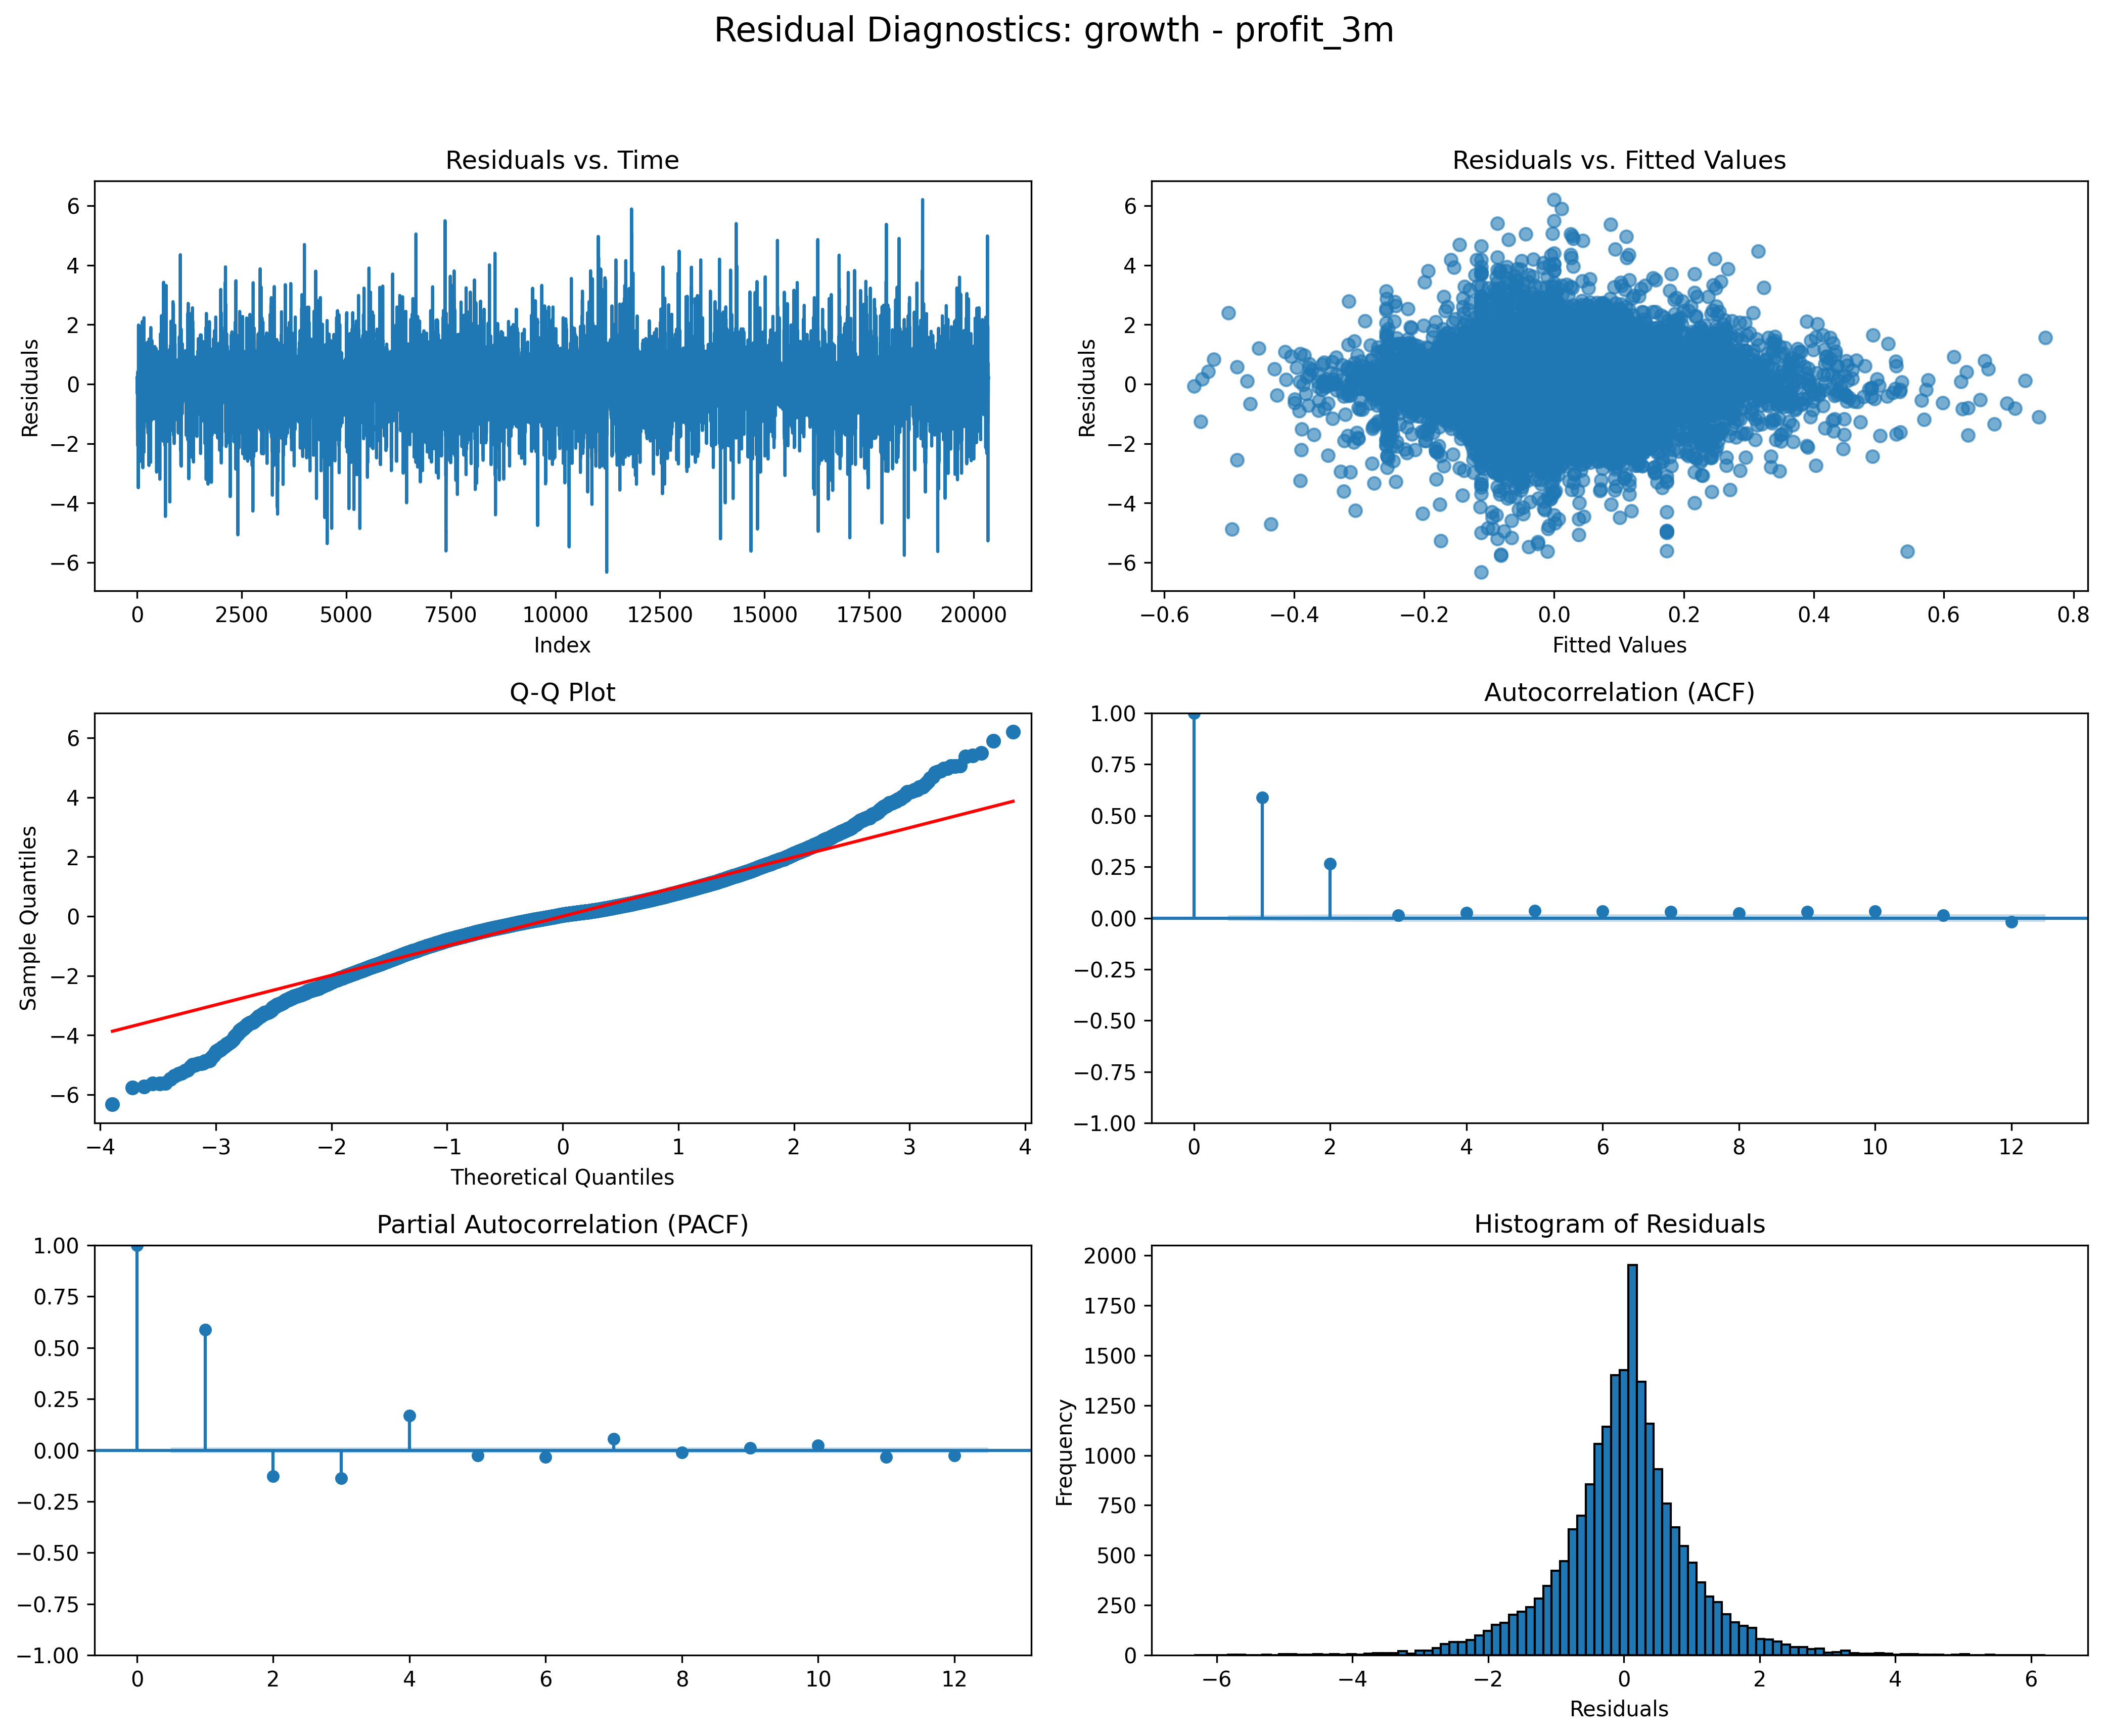 Residual Diagnostics: growth - profit_3m
Residuals vs. Time
6
4
2
0
−2
−4
−6
Residuals
0 2500 5000 7500 10000 12500 15000 17500 20000
Index
Residuals vs. Fitted Values
6
4
2
0
−2
−4
−6
Residuals
−0.6 −0.4 −0.2 0.0 0.2 0.4 0.6 0.8
Fitted Values
Q-Q Plot
6
4
2
0
−2
−4
−6
Sample Quantiles
−4 −3 −2 −1 0 1 2 3 4
Theoretical Quantiles
Autocorrelation (ACF)
1.00
0.75
0.50
0.25
0.00
−0.25
−0.50
−0.75
−1.00
0 2 4 6 8 10 12
Partial Autocorrelation (PACF)
1.00
0.75
0.50
0.25
0.00
−0.25
−0.50
−0.75
−1.00
0 2 4 6 8 10 12
Histogram of Residuals
2000
1750
1500
1250
1000
750
500
250
0
Frequency
−6 −4 −2 0 2 4 6
Residuals